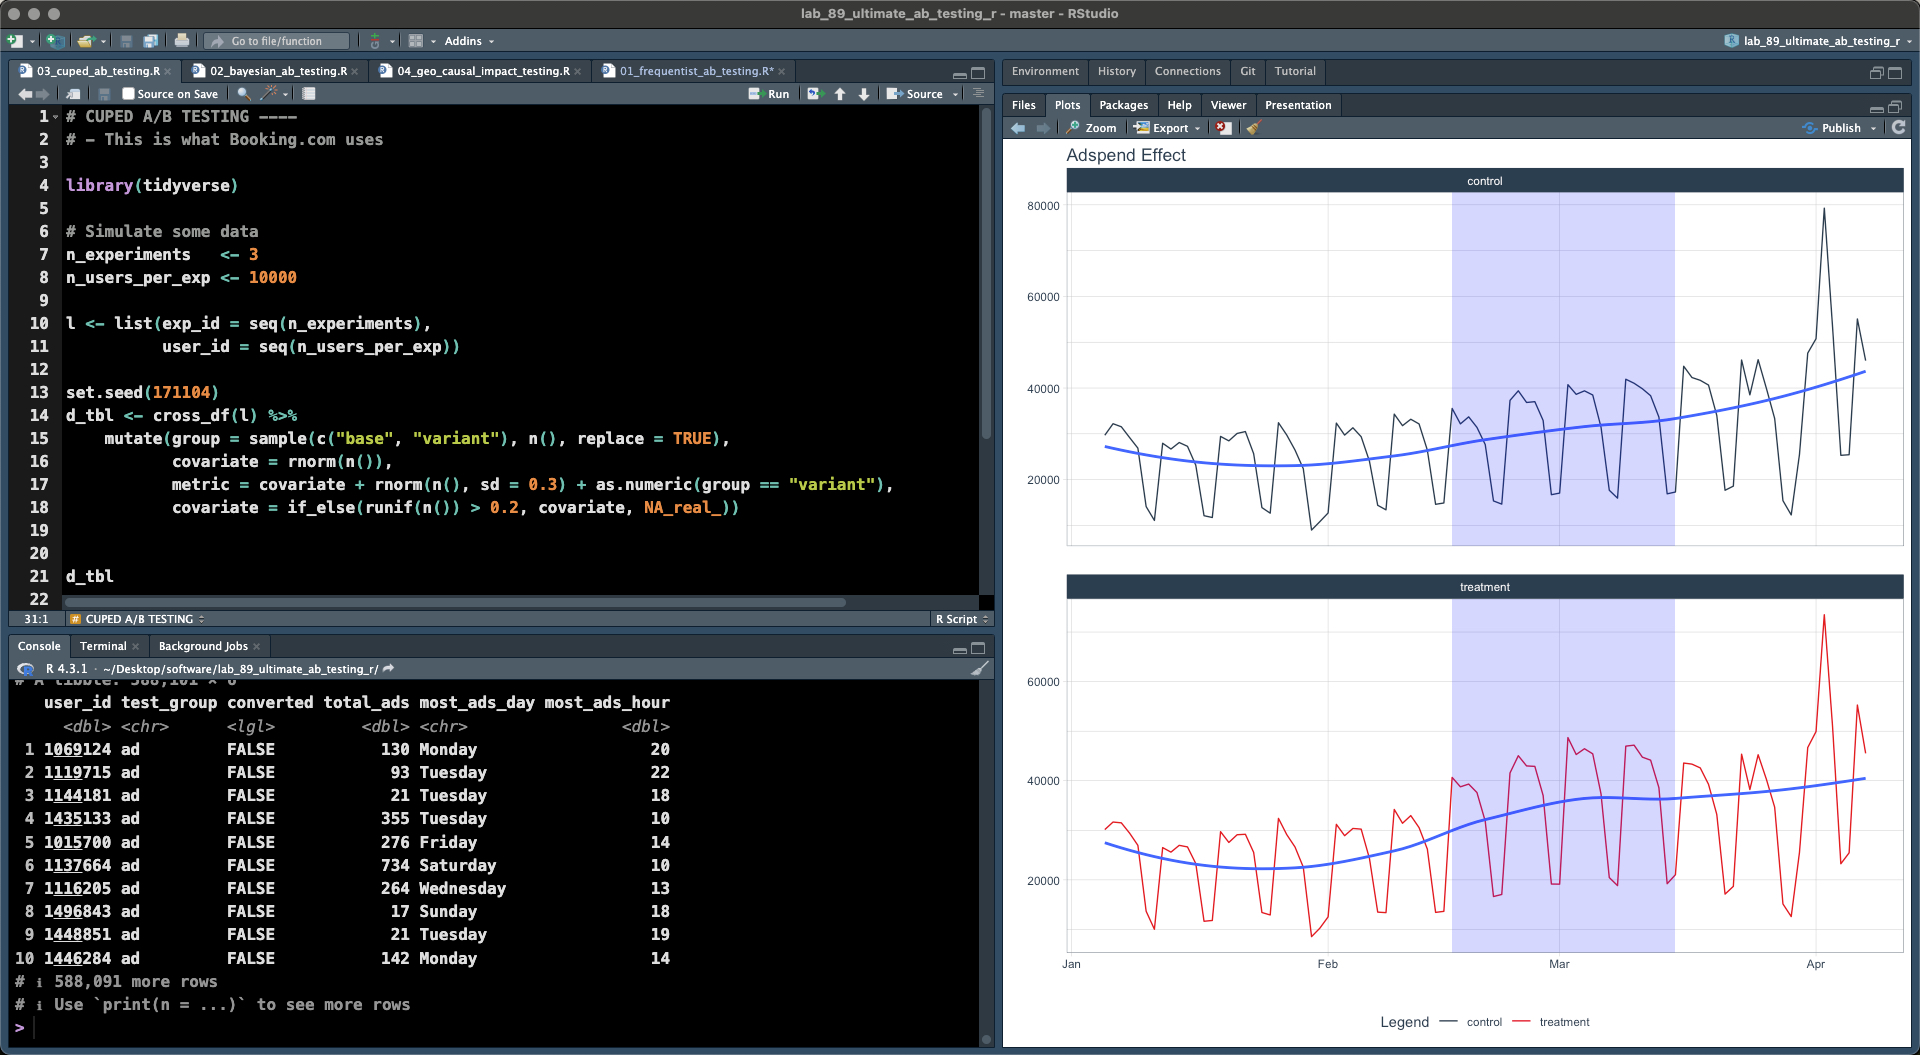 lab_89_ultimate_ab_testing_r - master - RStudio
Go to file/function
Addins
lab_89_ultimate_ab_testing_r
03_cuped_ab_testing.R
02_bayesian_ab_testing.R
04_geo_causal_impact_testing.R
01_frequentist_ab_testing.R*
Source on Save
Run
Source
1 # CUPED A/B TESTING ----
2 # - This is what Booking.com uses
3
4 library(tidyverse)
5
6 # Simulate some data
7 n_experiments   <- 3
8 n_users_per_exp <- 10000
9
10 l <- list(exp_id = seq(n_experiments),
11           user_id = seq(n_users_per_exp))
12
13 set.seed(171104)
14 d_tbl <- cross_df(l) %>%
15     mutate(group = sample(c("base", "variant"), n(), replace = TRUE),
16            covariate = rnorm(n()),
17            metric = covariate + rnorm(n(), sd = 0.3) + as.numeric(group == "variant"),
18            covariate = if_else(runif(n()) > 0.2, covariate, NA_real_))
19
20
21 d_tbl
22
31:1
# CUPED A/B TESTING
R Script
Console
Terminal
Background Jobs
R 4.3.1 · ~/Desktop/software/lab_89_ultimate_ab_testing_r/
# A tibble: 588,101 × 6
user_id test_group converted total_ads most_ads_day most_ads_hour
<dbl> <chr> <lgl> <dbl> <chr> <dbl>
1 1069124 ad FALSE 130 Monday 20
2 1119715 ad FALSE 93 Tuesday 22
3 1144181 ad FALSE 21 Tuesday 18
4 1435133 ad FALSE 355 Tuesday 10
5 1015700 ad FALSE 276 Friday 14
6 1137664 ad FALSE 734 Saturday 10
7 1116205 ad FALSE 264 Wednesday 13
8 1496843 ad FALSE 17 Sunday 18
9 1448851 ad FALSE 21 Tuesday 19
10 1446284 ad FALSE 142 Monday 14
# ℹ 588,091 more rows
# ℹ Use `print(n = ...)` to see more rows
>
Environment
History
Connections
Git
Tutorial
Files
Plots
Packages
Help
Viewer
Presentation
Zoom
Export
Publish
Adspend Effect
control
80000
60000
40000
20000
treatment
60000
40000
20000
Jan
Feb
Mar
Apr
Legend
control
treatment